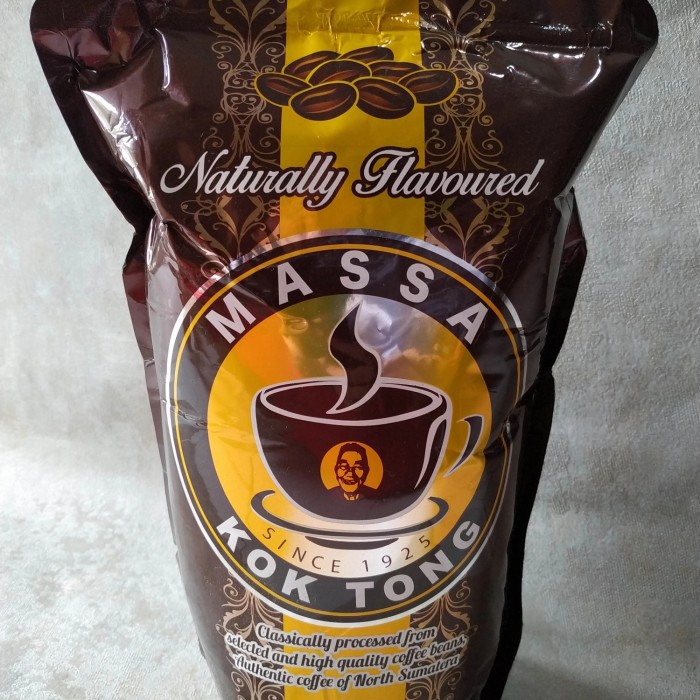 Naturally Flavoured
MASSA
SINCE 1925
KOK TONG
Classically processed from
selected and high quality coffee beans.
Authentic coffee of North Sumatera